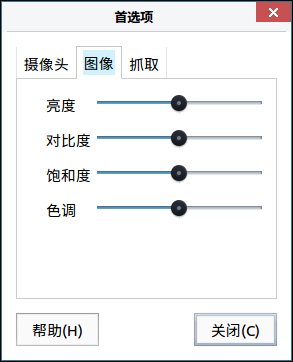 首选项
摄像头 图像 抓取
亮度
对比度
饱和度
色调
帮助(H) 关闭(C)